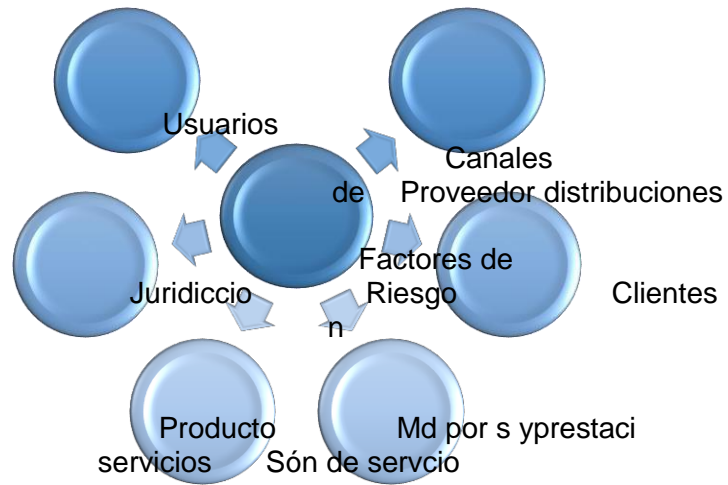 Usuarios
Canales
de Proveedor distribuciones
Factores de
Juridiccio Riesgo Clientes
n
Producto Md por s yprestaci
servicios Són de servcio